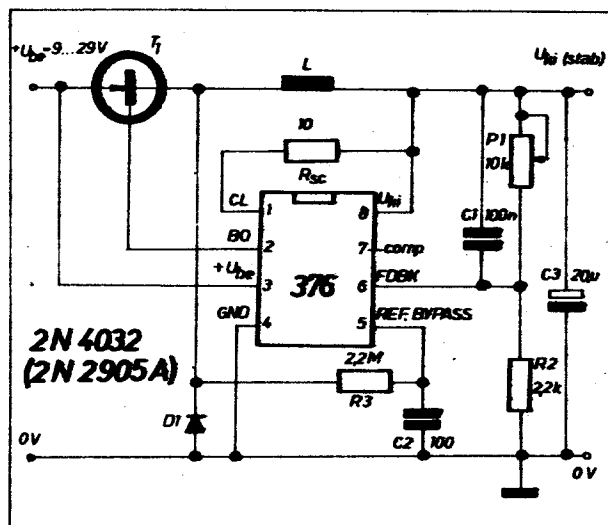 +Ube-9...29V
T1
L
Uki (stab)
10
Rsc
CL
BO
+Ube
GND
1
2
3
4
376
8
7
6
5
Uki
comp
FDBK
REF. BYPASS
C1 100n
P1
10k
C3 20µ
2N 4032
(2N 2905A)
2,2M
R3
R2
2,2k
D1
C2 100
0V
0V